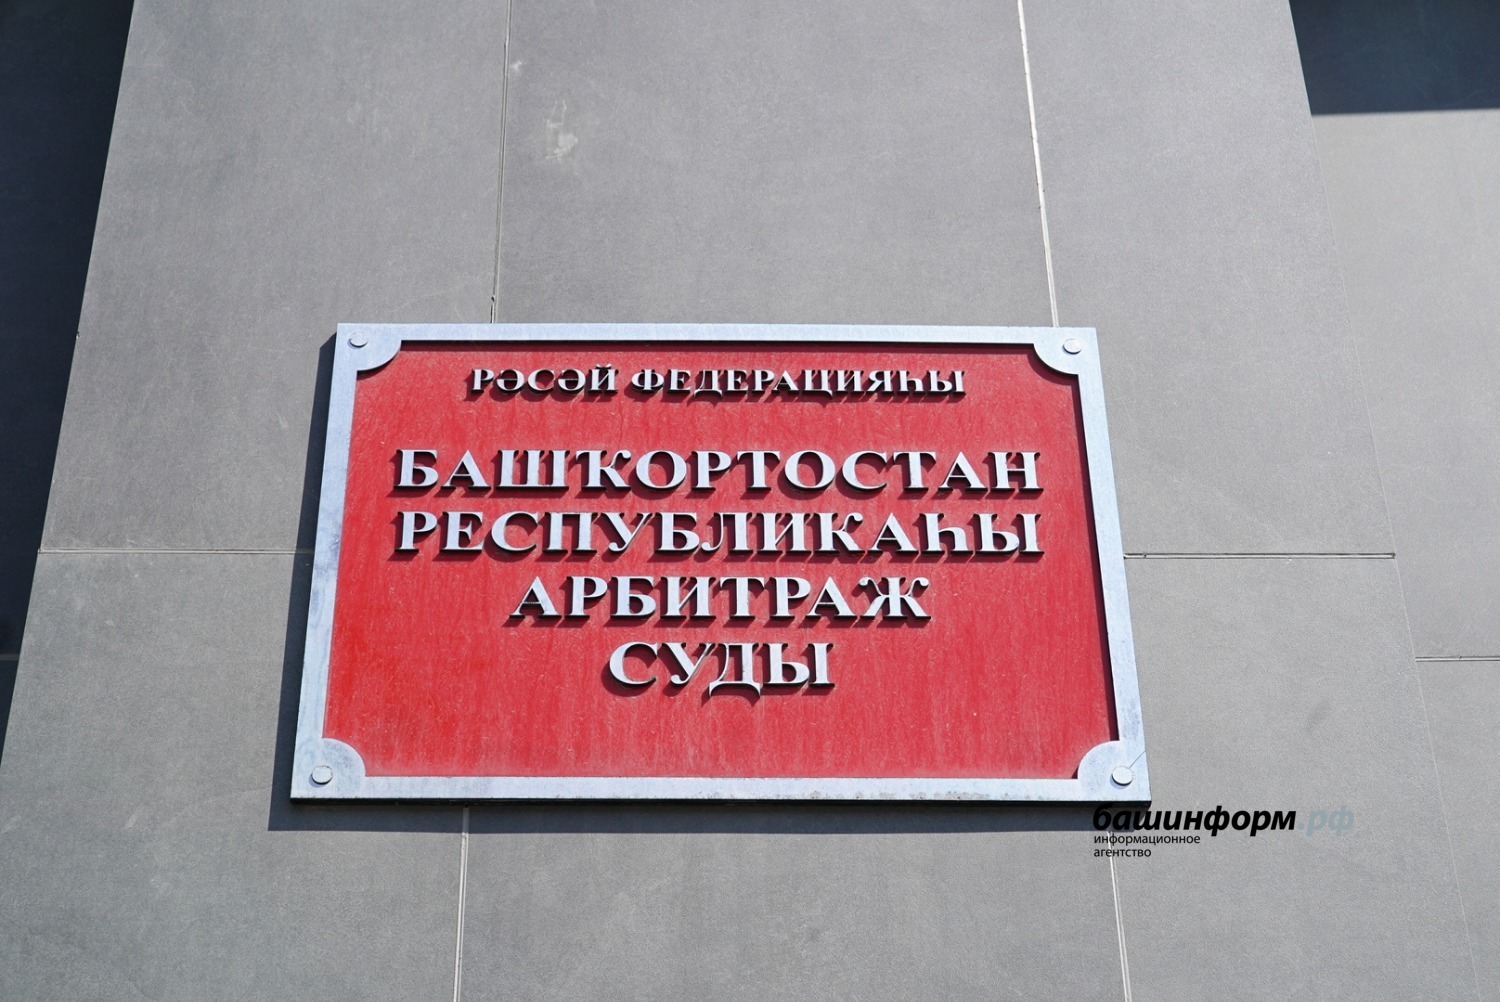 РӘСӘЙ ФЕДЕРАЦИЯҺЫ
БАШҠОРТОСТАН
РЕСПУБЛИКАҺЫ
АРБИТРАЖ
СУДЫ
башинформ.рф
информационное
агентство